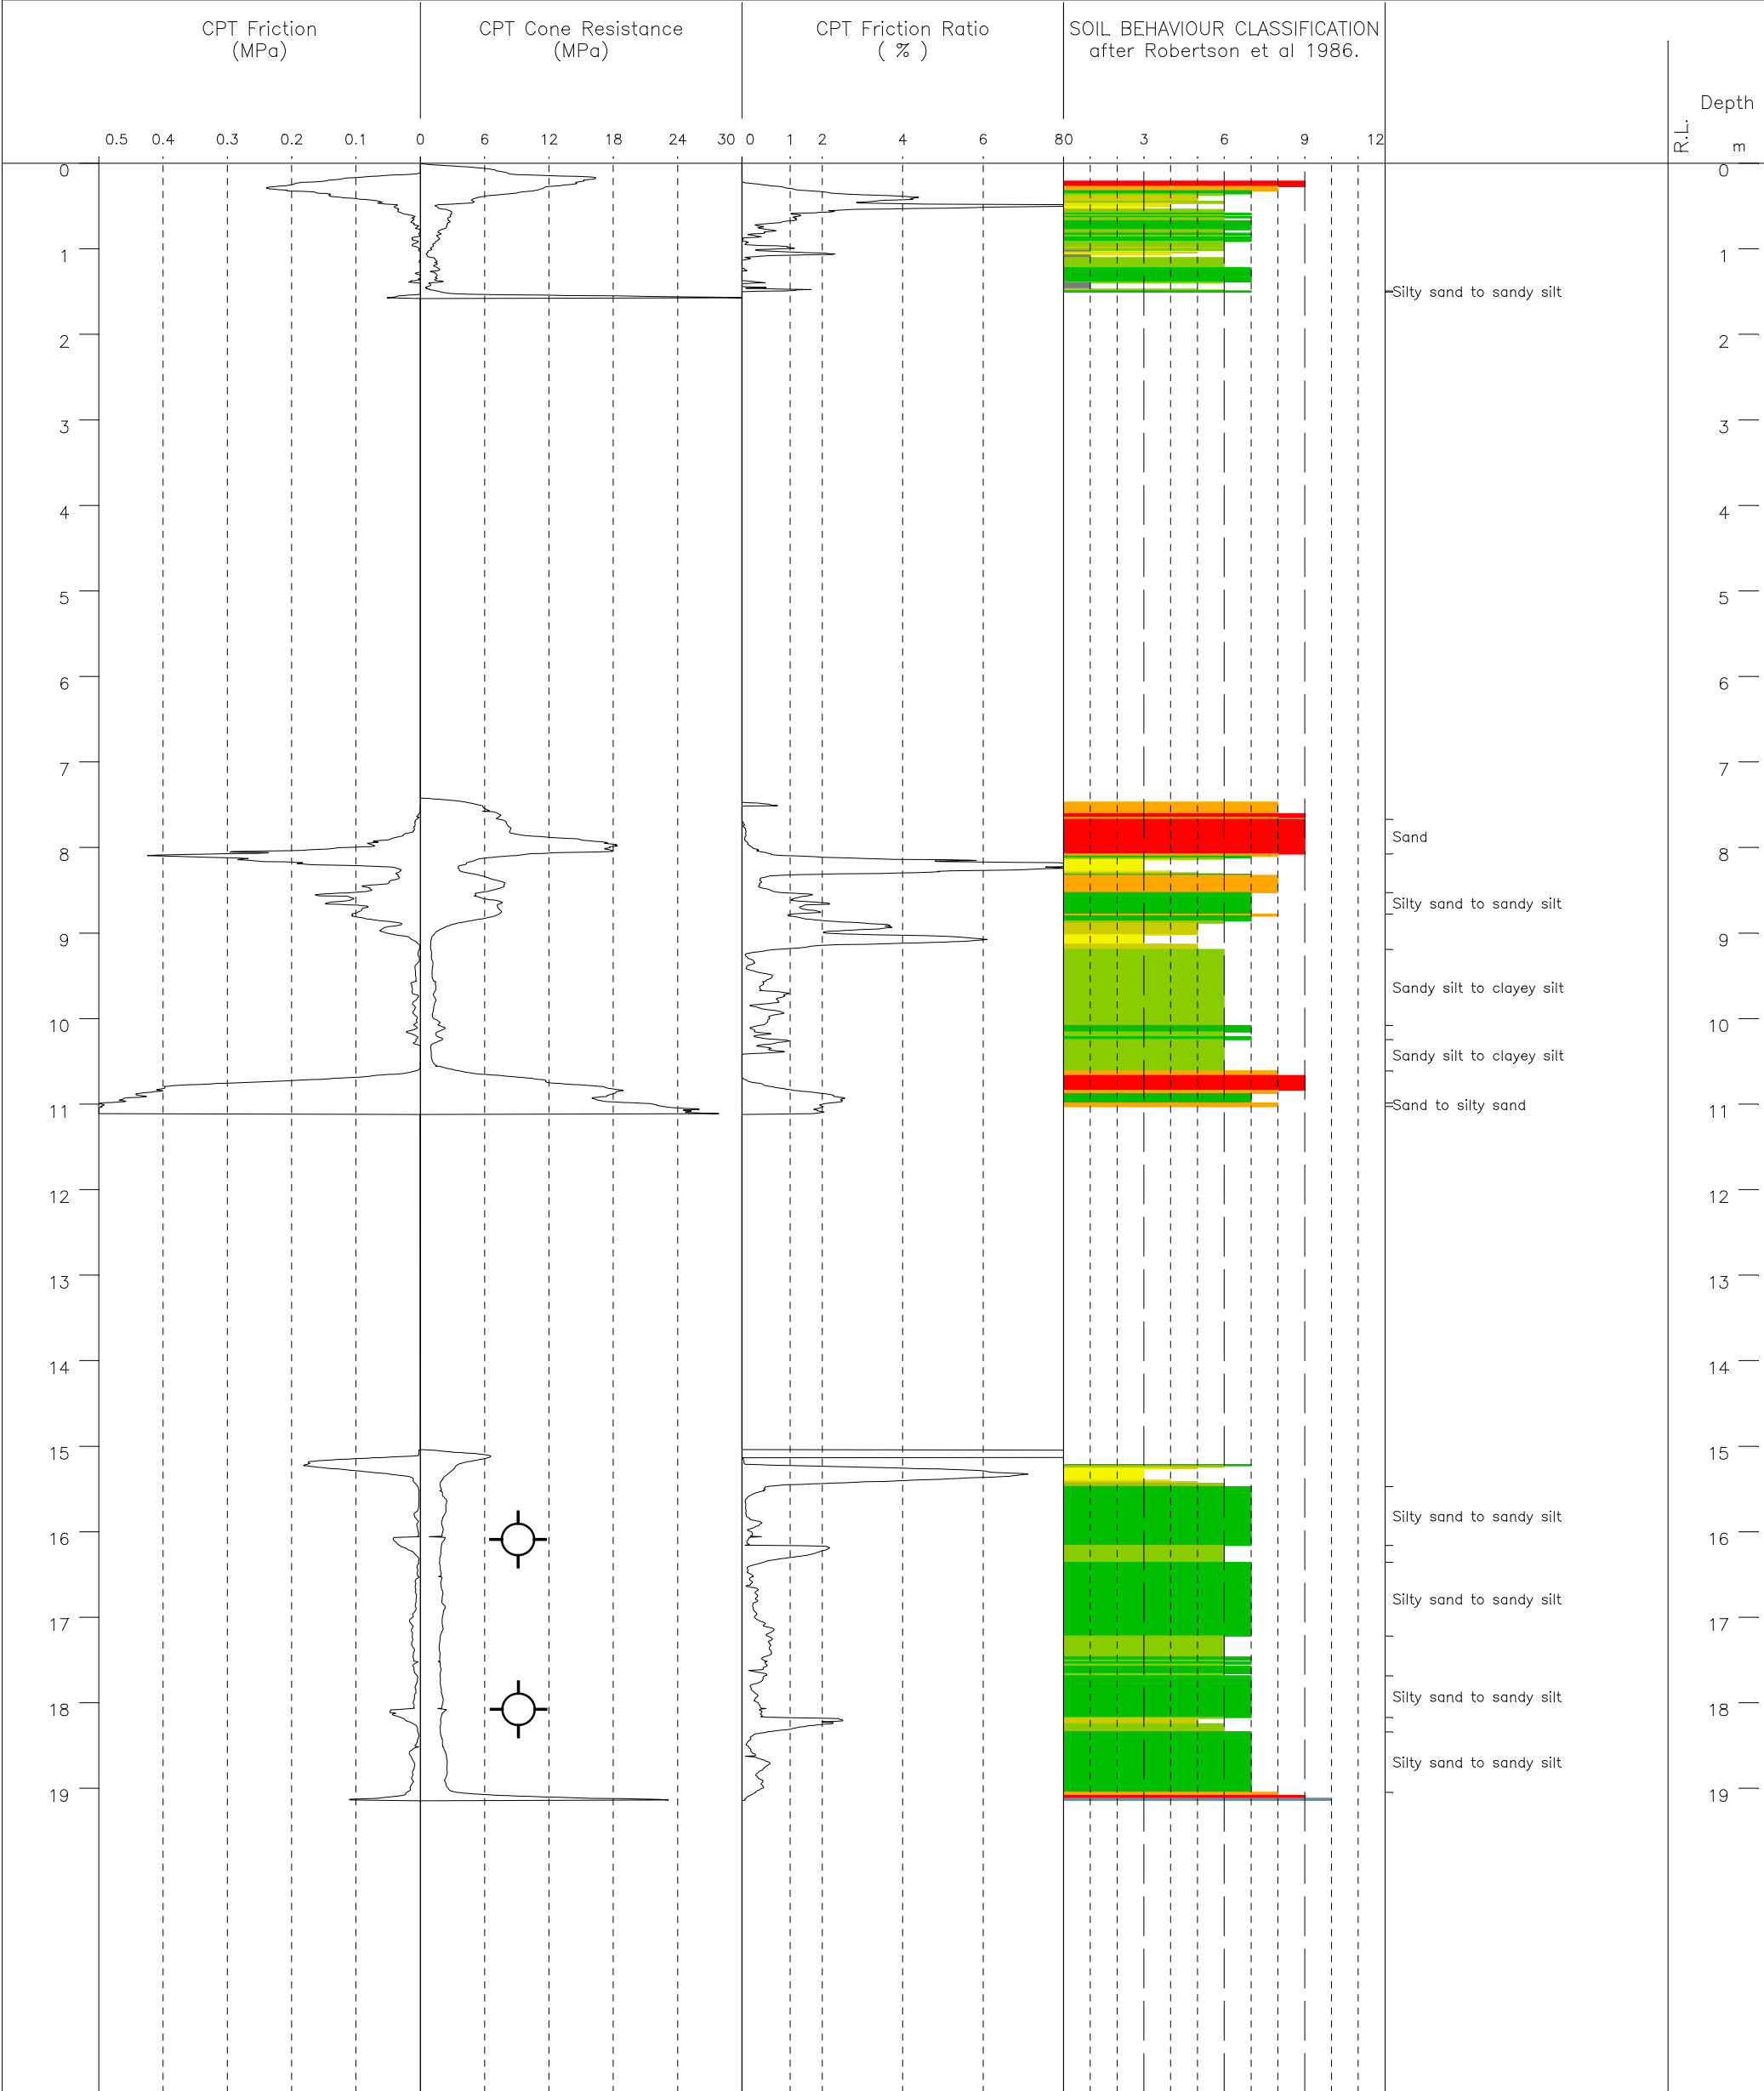 CPT Friction
(MPa)
CPT Cone Resistance
(MPa)
CPT Friction Ratio
( % )
SOIL BEHAVIOUR CLASSIFICATION
after Robertson et al 1986.
R.L.
Depth
m
0.5 0.4 0.3 0.2 0.1 0 6 12 18 24 30 0 1 2 4 6 8 0 3 6 9 12
0 0
1 1
Silty sand to sandy silt
2 2
3 3
4 4
5 5
6 6
7 7
Sand
8 8
Silty sand to sandy silt
9 9
Sandy silt to clayey silt
10 10
Sandy silt to clayey silt
11 Sand to silty sand 11
12 12
13 13
14 14
15 15
Silty sand to sandy silt
16 16
Silty sand to sandy silt
17 17
Silty sand to sandy silt
18 18
Silty sand to sandy silt
19 19